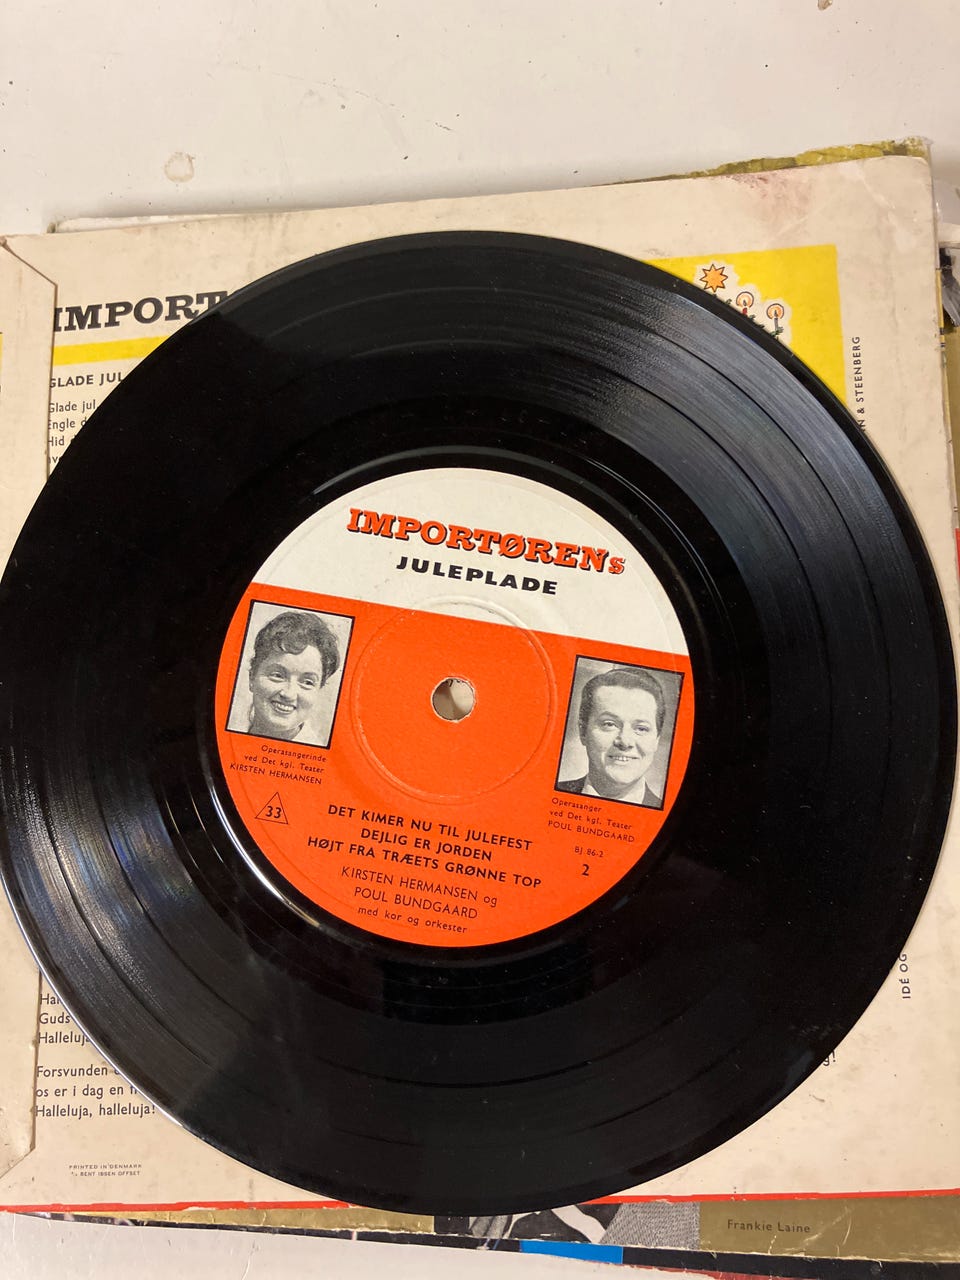 IMPORT
GLADE JUL
Glade jul
Engle d
Hid
N & STEENBERG
IMPORTØRENS
JULEPLADE
Operasangerinde
ved Det kgl. Teater
KIRSTEN HERMANSEN
Operasanger
ved Det kgl. Teater
POUL BUNDGAARD
33
DET KIMER NU TIL JULEFEST
DEJLIG ER JORDEN
HØJT FRA TRÆETS GRØNNE TOP
BJ 86-2
2
KIRSTEN HERMANSEN og
POUL BUNDGAARD
med kor og orkester
IDÉ OG
Guds
Halleluja
Forsvunden
os er i dag en
Halleluja, halleluja!
g!
PRINTED IN DENMARK
BENT IBSEN OFFSET
Frankie Laine